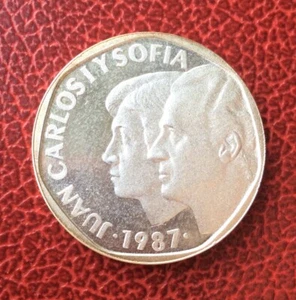 JUAN CARLOS I Y SOFIA
· 1987 ·